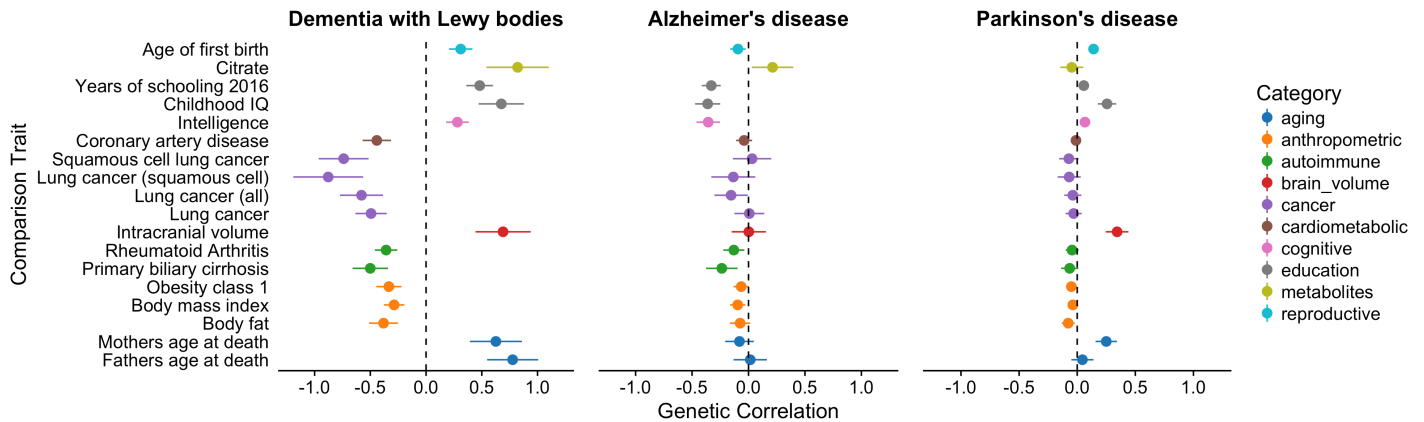 Dementia with Lewy bodies
Alzheimer's disease
Parkinson's disease
Comparison Trait
Age of first birth
Citrate
Years of schooling 2016
Childhood IQ
Intelligence
Coronary artery disease
Squamous cell lung cancer
Lung cancer (squamous cell)
Lung cancer (all)
Lung cancer
Intracranial volume
Rheumatoid Arthritis
Primary biliary cirrhosis
Obesity class 1
Body mass index
Body fat
Mothers age at death
Fathers age at death
-1.0 -0.5 0.0 0.5 1.0
-1.0 -0.5 0.0 0.5 1.0
-1.0 -0.5 0.0 0.5 1.0
Genetic Correlation
Category
aging
anthropometric
autoimmune
brain_volume
cancer
cardiometabolic
cognitive
education
metabolites
reproductive